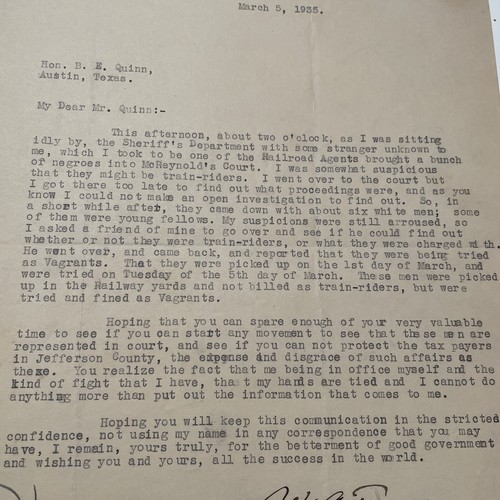 March 5, 1935.
Hon. B. E. Quinn,
Austin, Texas.
My Dear Mr. Quinn:-
This afternoon, about two o'clock, as I was sitting
idly by, the Sheriff's Department with some stranger unknown to
me, which I took to be one of the Railroad Agents brought a bunch
of negroes into McReynold's Court. I was somewhat suspicious
that they might be train-riders. I went over to the court but
I got there too late to find out what proceedings were, and as you
know I could not make an open investigation to find out. So, in
a short while after, they came down with about six white men; some
of them were young fellows. My suspicions were still aroused, so
I asked a friend of mine to go over and see if he could find out
whether or not they were train-riders, or what they were charged with.
He went over, and came back, and reported that they were being tried
as Vagrants. That they were picked up on the 1st day of March, and
were tried on Tuesday of the 5th day of March. These men were picked
up in the Railway yards and not billed as train-riders, but were
tried and fined as Vagrants.
Hoping that you can spare enough of your very valuable
time to see if you can start any movement to see that these men are
represented in court, and see if you can not protect the tax payers
in Jefferson County, the expense and disgrace of such affairs as
these. You realize the fact that me being in office myself and the
kind of fight that I have, that my hands are tied and I cannot do
anything more than put out the information that comes to me.
Hoping you will keep this communication in the stricted
confidence, not using my name in any correspondence that you may
have, I remain, yours truly, for the betterment of good government
and wishing you and yours, all the success in the world.